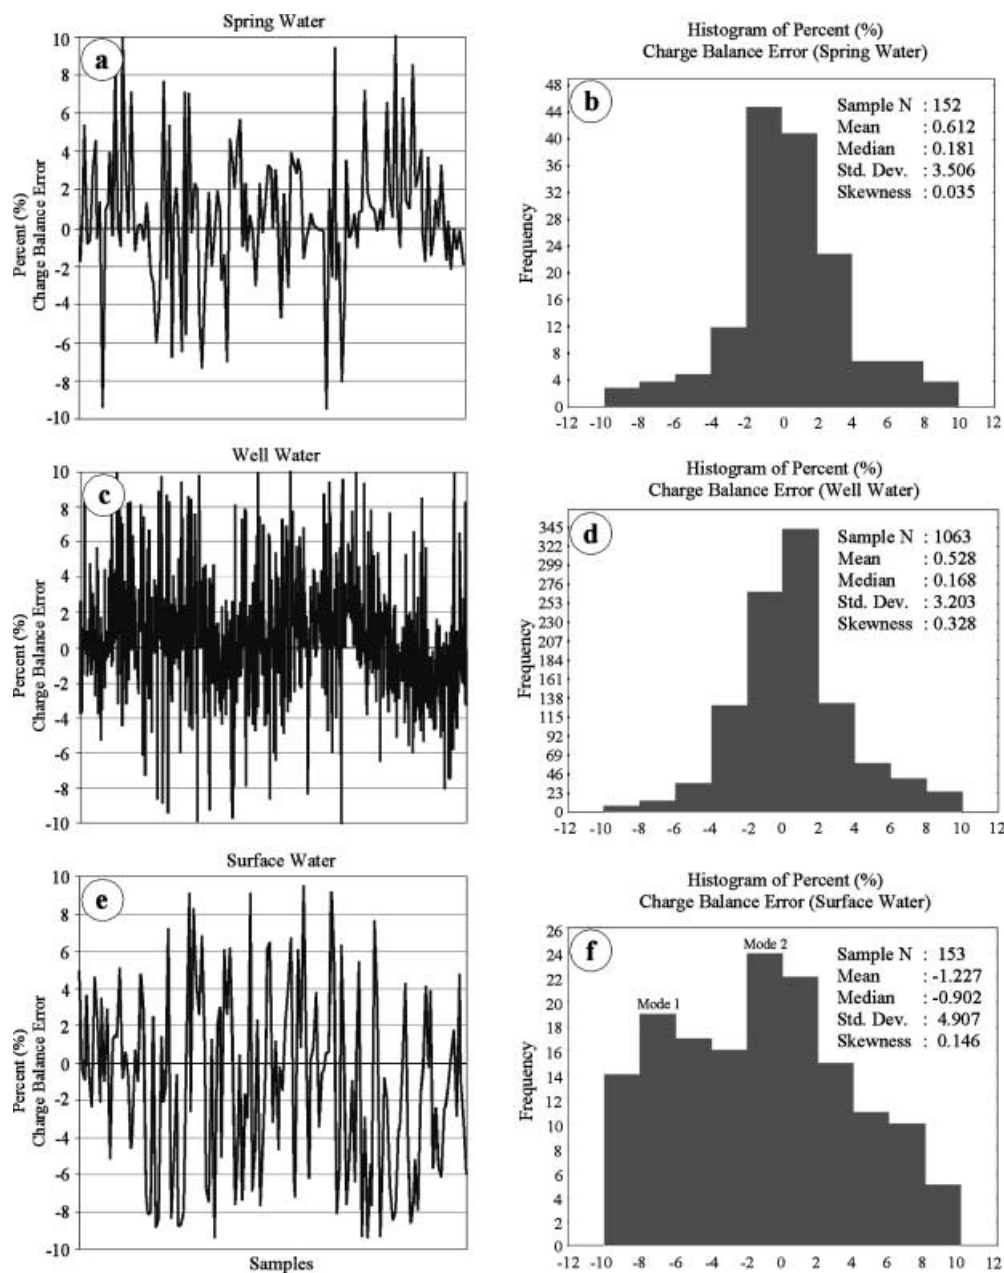 Spring Water
a
10
8
6
4
2
0
-2
-4
-6
-8
-10
Percent (%)
Charge Balance Error
Histogram of Percent (%)
Charge Balance Error (Spring Water)
b
Sample N : 152
Mean : 0.612
Median : 0.181
Std. Dev. : 3.506
Skewness : 0.035
48
44
40
36
32
28
24
20
16
12
8
4
0
Frequency
-12 -10 -8 -6 -4 -2 0 2 4 6 8 10 12
Well Water
c
10
8
6
4
2
0
-2
-4
-6
-8
-10
Percent (%)
Charge Balance Error
Histogram of Percent (%)
Charge Balance Error (Well Water)
d
Sample N : 1063
Mean : 0.528
Median : 0.168
Std. Dev. : 3.203
Skewness : 0.328
345
322
299
276
253
230
207
184
161
138
115
92
69
46
23
0
Frequency
-12 -10 -8 -6 -4 -2 0 2 4 6 8 10 12
Surface Water
e
10
8
6
4
2
0
-2
-4
-6
-8
-10
Percent (%)
Charge Balance Error
Samples
Histogram of Percent (%)
Charge Balance Error (Surface Water)
f
Mode 1
Mode 2
Sample N : 153
Mean : -1.227
Median : -0.902
Std. Dev. : 4.907
Skewness : 0.146
26
24
22
20
18
16
14
12
10
8
6
4
2
0
Frequency
-12 -10 -8 -6 -4 -2 0 2 4 6 8 10 12